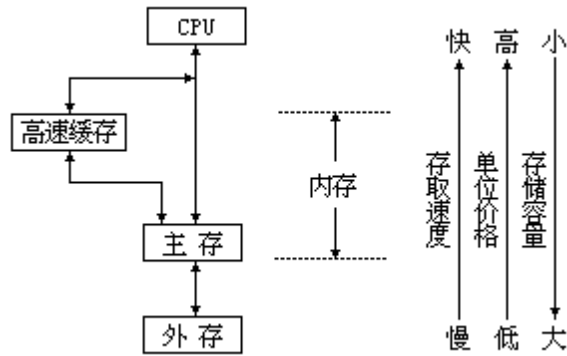 CPU
高速缓存
主 存
外 存
内存
快 高 小
存取速度
单位价格
存储容量
慢 低 大